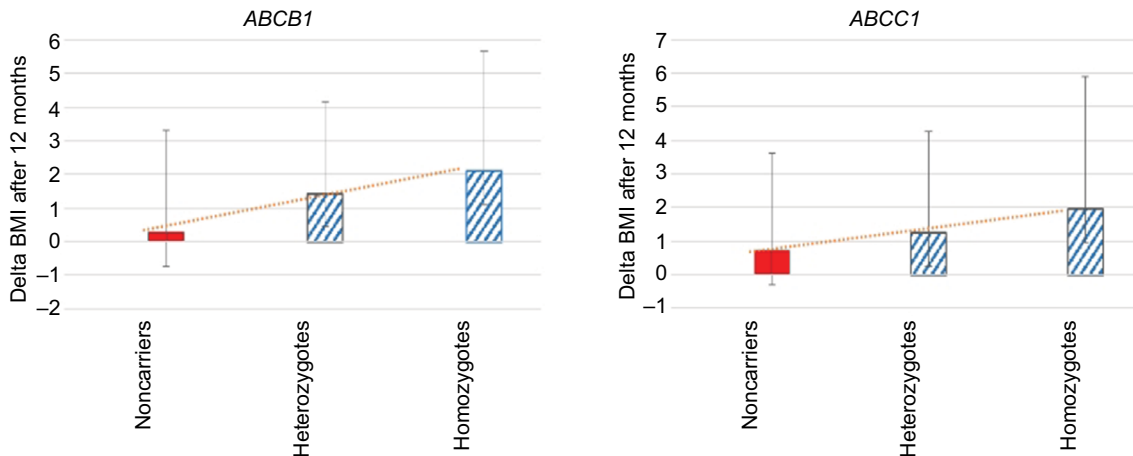 ABCB1
Delta BMI after 12 months
6
5
4
3
2
1
0
–1
–2
Noncarriers
Heterozygotes
Homozygotes
ABCC1
Delta BMI after 12 months
7
6
5
4
3
2
1
0
–1
Noncarriers
Heterozygotes
Homozygotes